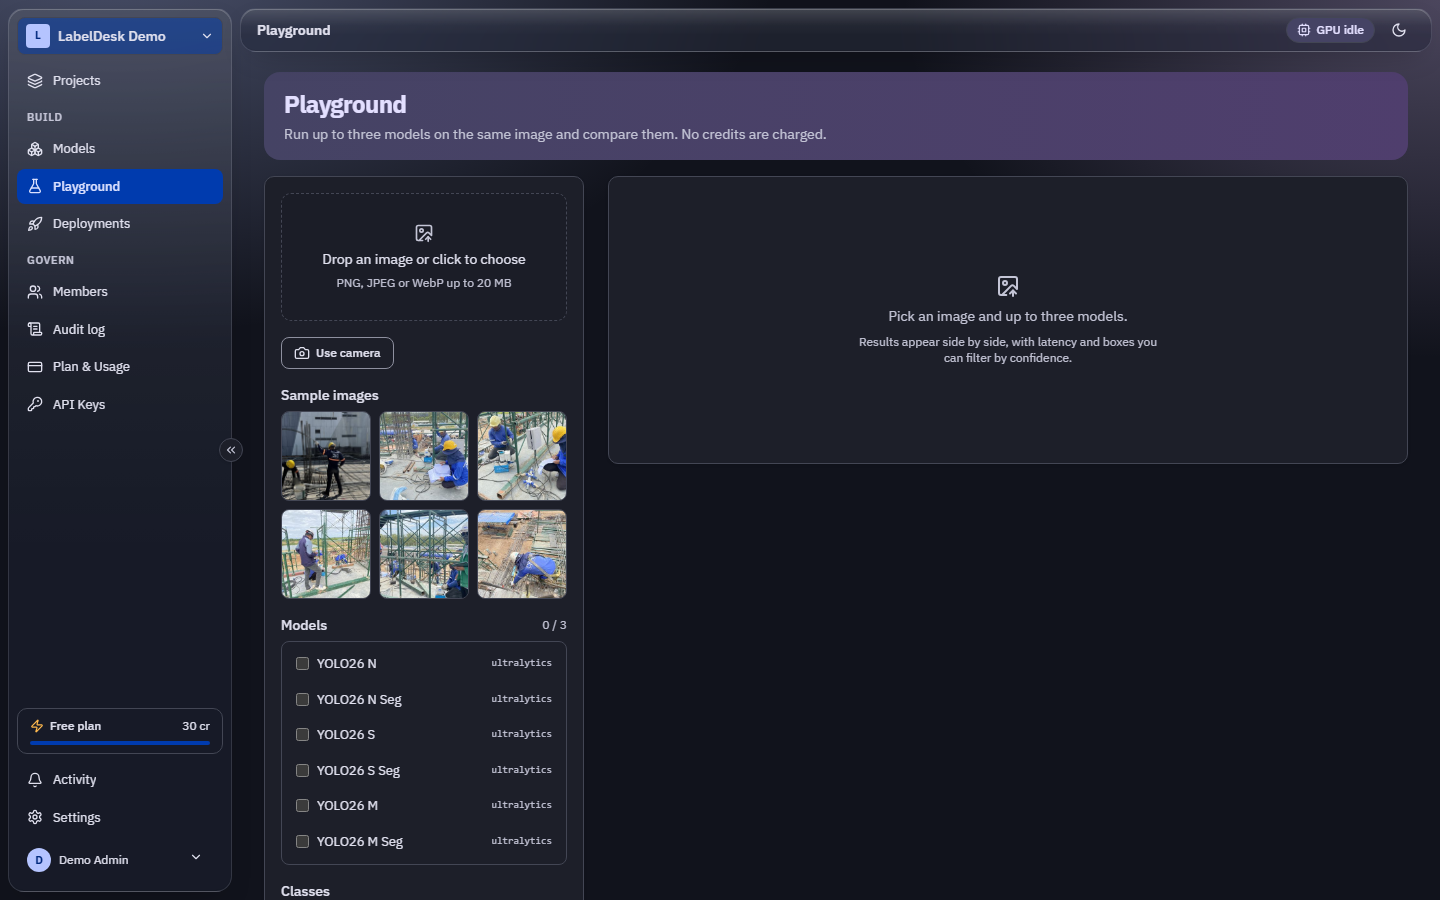 L LabelDesk Demo
Projects
BUILD
Models
Playground
Deployments
GOVERN
Members
Audit log
Plan & Usage
API Keys
Free plan 30 cr
Activity
Settings
D Demo Admin
Playground
GPU idle
Playground
Run up to three models on the same image and compare them. No credits are charged.
Drop an image or click to choose
PNG, JPEG or WebP up to 20 MB
Use camera
Sample images
Models 0 / 3
YOLO26 N ultralytics
YOLO26 N Seg ultralytics
YOLO26 S ultralytics
YOLO26 S Seg ultralytics
YOLO26 M ultralytics
YOLO26 M Seg ultralytics
Classes
Pick an image and up to three models.
Results appear side by side, with latency and boxes you
can filter by confidence.